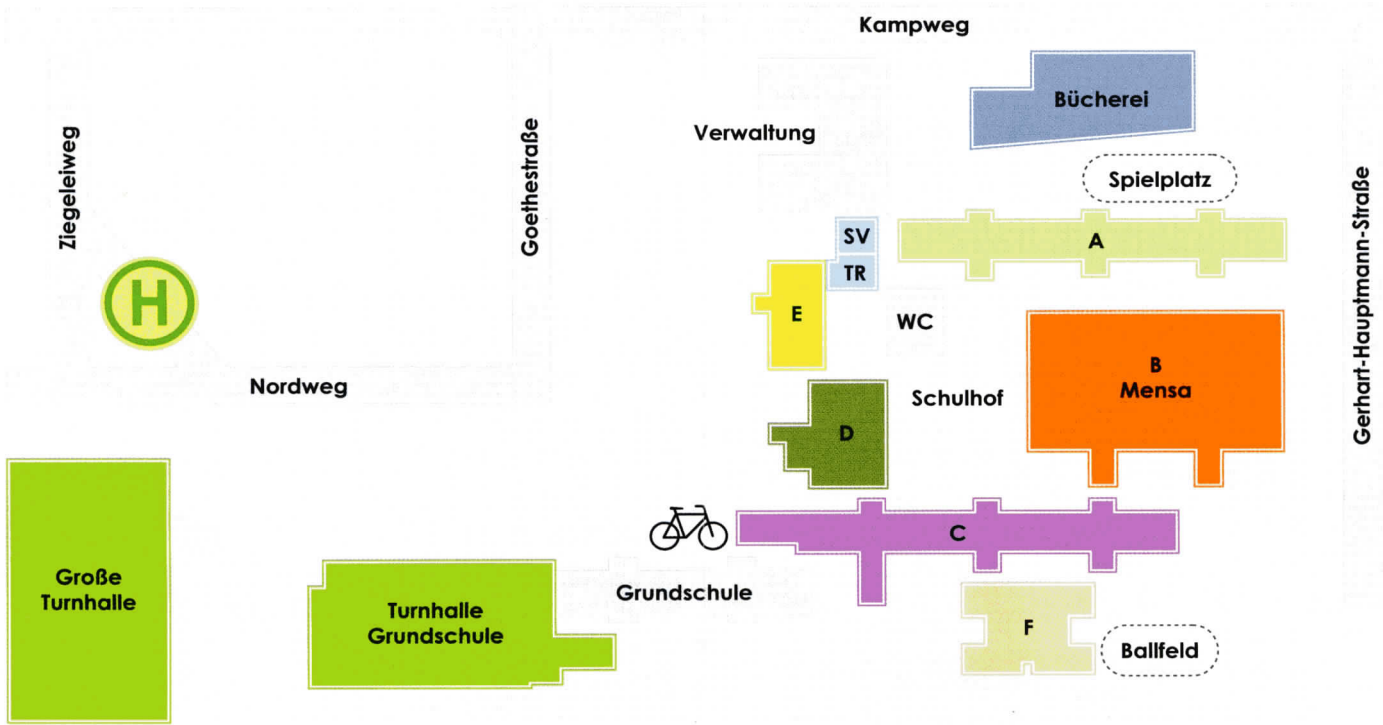 Kampweg
Bücherei
Verwaltung
Ziegeleiweg
Goethestraße
Spielplatz
Gerhart-Hauptmann-Straße
SV
A
TR
H
E
WC
B
Mensa
Nordweg
Schulhof
D
C
Große
Turnhalle
Grundschule
Turnhalle
Grundschule
F
Ballfeld